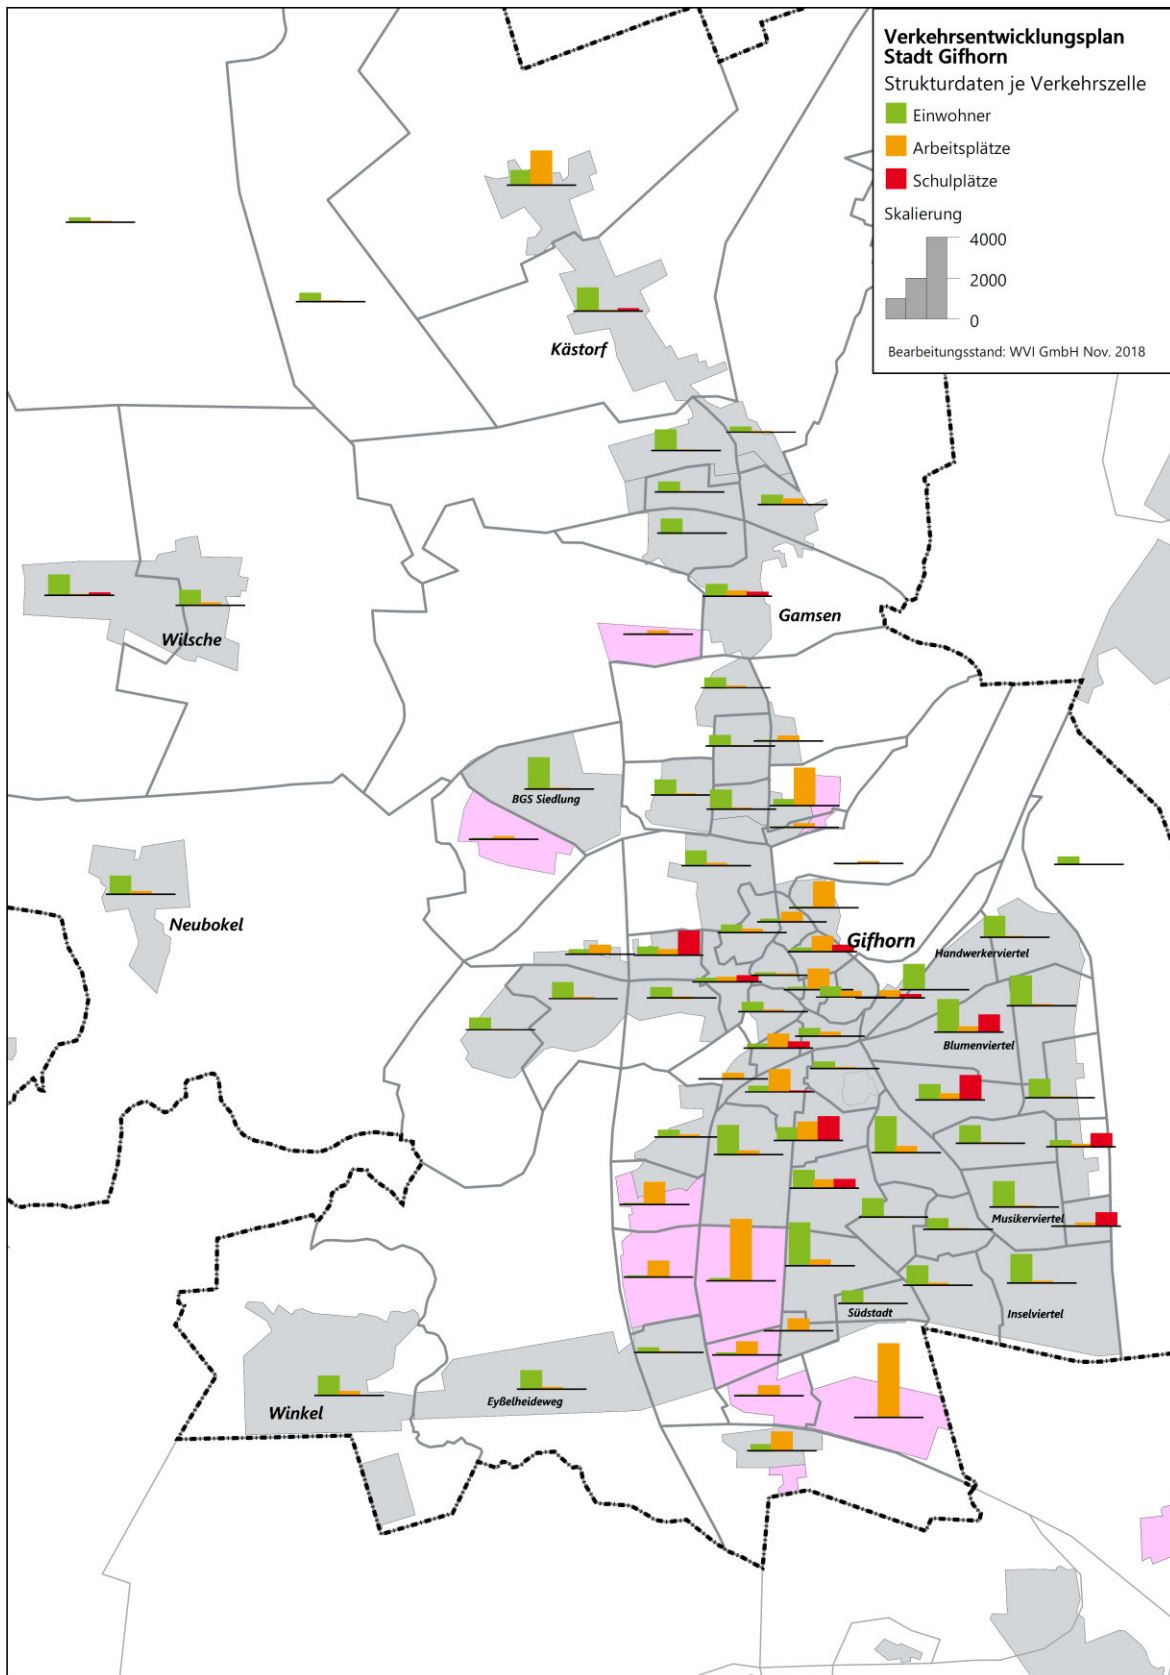 Verkehrsentwicklungsplan
Stadt Gifhorn
Strukturdaten je Verkehrszelle
Einwohner
Arbeitsplätze
Schulplätze
Skalierung
4000
2000
0
Bearbeitungsstand: WVI GmbH Nov. 2018
Kästorf
Gamsen
Wilsche
BGS Siedlung
Neubokel
Gifhorn
Handwerkerviertel
Blumenviertel
Musikerviertel
Südstadt
Inselviertel
Eyßelheideweg
Winkel